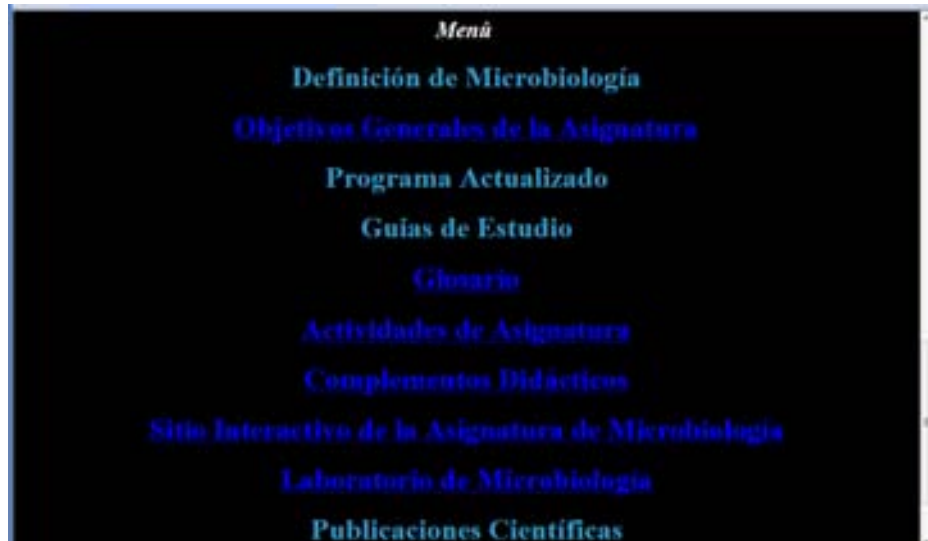 Menú
Definición de Microbiología
Objetivos Generales de la Asignatura
Programa Actualizado
Guías de Estudio
Glosario
Actividades de Asignatura
Complementos Didácticos
Sitio Interactivo de la Asignatura de Microbiología
Laboratorio de Microbiología
Publicaciones Científicas